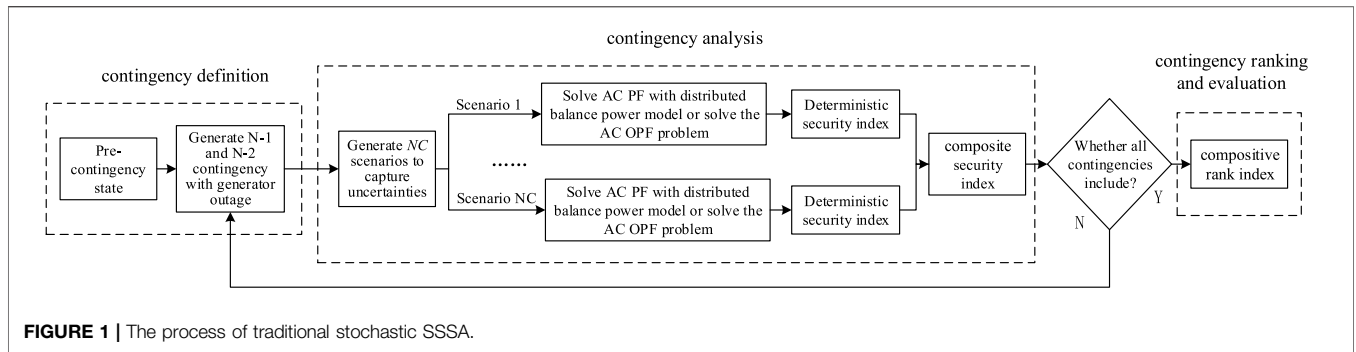 contingency definition
Pre-
contingency
state
Generate N-1
and N-2
contingency
with generator
outage
contingency analysis
Generate NC
scenarios to
capture
uncertainties
Scenario 1
Solve AC PF with distributed
balance power model or solve the
AC OPF problem
Deterministic
security index
......
Scenario NC
Solve AC PF with distributed
balance power model or solve the
AC OPF problem
Deterministic
security index
composite
security
index
Whether all
contingencies
include?
N
Y
contingency ranking
and evaluation
compositive
rank index
FIGURE 1 | The process of traditional stochastic SSSA.